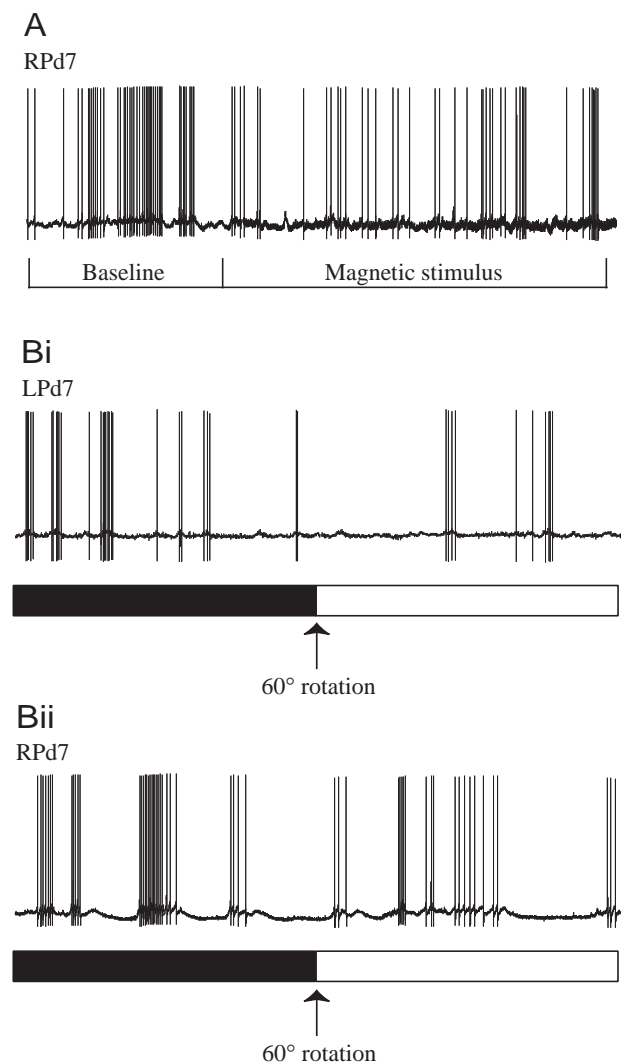 A
RPd7
Baseline Magnetic stimulus
Bi
LPd7
60° rotation
Bii
RPd7
60° rotation